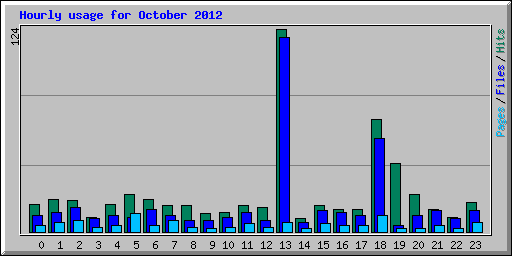 Hourly usage for October 2012
124
Pages / Files / Hits
0 1 2 3 4 5 6 7 8 9 10 11 12 13 14 15 16 17 18 19 20 21 22 23